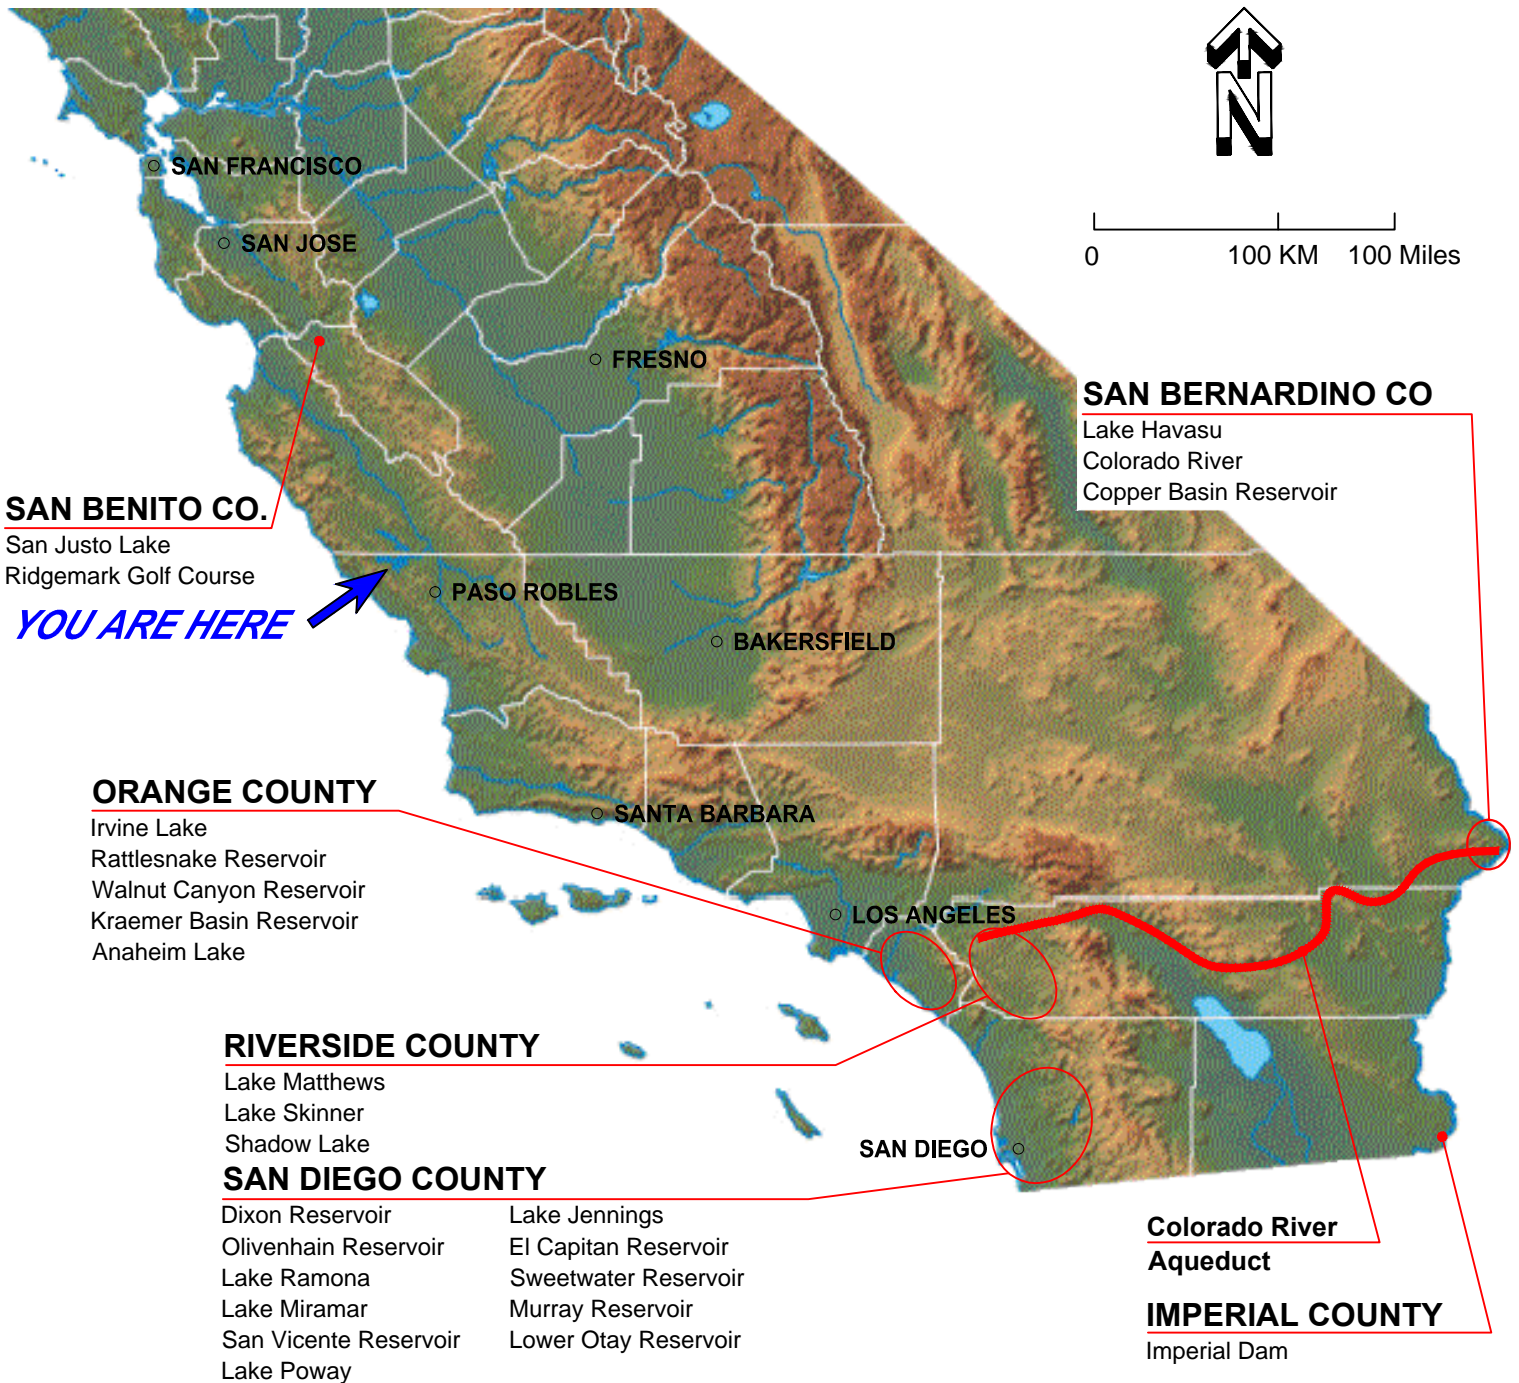 N
0 100 KM 100 Miles
SAN FRANCISCO
SAN JOSE
FRESNO
SAN BERNARDINO CO
Lake Havasu
Colorado River
Copper Basin Reservoir
SAN BENITO CO.
San Justo Lake
Ridgemark Golf Course
YOU ARE HERE
PASO ROBLES
BAKERSFIELD
ORANGE COUNTY
Irvine Lake
Rattlesnake Reservoir
Walnut Canyon Reservoir
Kraemer Basin Reservoir
Anaheim Lake
SANTA BARBARA
LOS ANGELES
RIVERSIDE COUNTY
Lake Matthews
Lake Skinner
Shadow Lake
SAN DIEGO
SAN DIEGO COUNTY
Dixon Reservoir
Olivenhain Reservoir
Lake Ramona
Lake Miramar
San Vicente Reservoir
Lake Poway
Lake Jennings
El Capitan Reservoir
Sweetwater Reservoir
Murray Reservoir
Lower Otay Reservoir
Colorado River
Aqueduct
IMPERIAL COUNTY
Imperial Dam